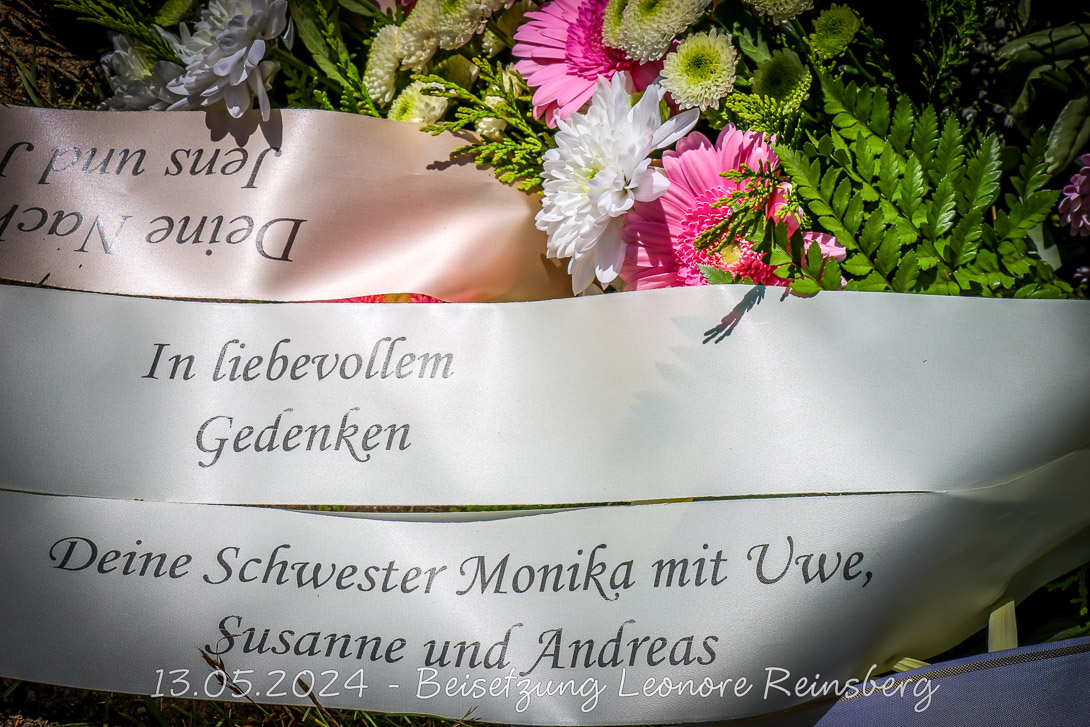 Deine
Jens und J
In liebevollem
Gedenken
Deine Schwester Monika mit Uwe,
Susanne und Andreas
13.05.2024 - Beisetzung Leonore Reinsberg